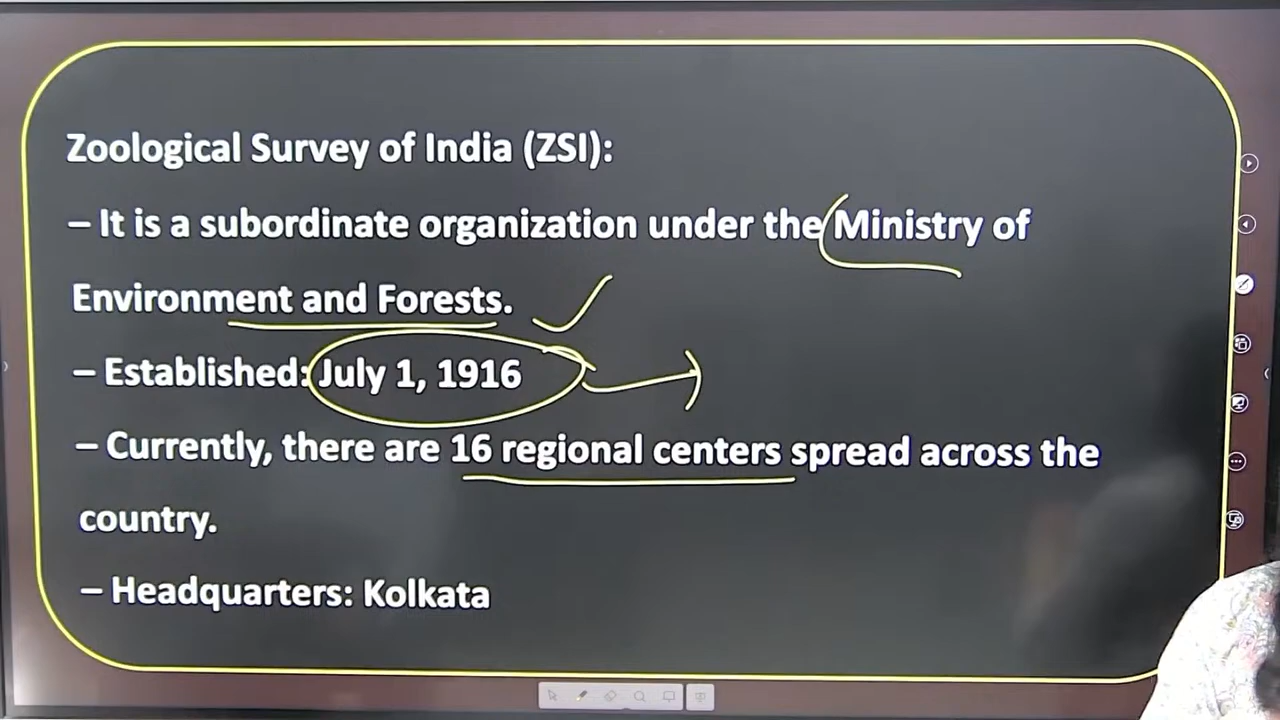 Zoological Survey of India (ZSI):
– It is a subordinate organization under the Ministry of
Environment and Forests.
– Established: July 1, 1916
– Currently, there are 16 regional centers spread across the
country.
– Headquarters: Kolkata